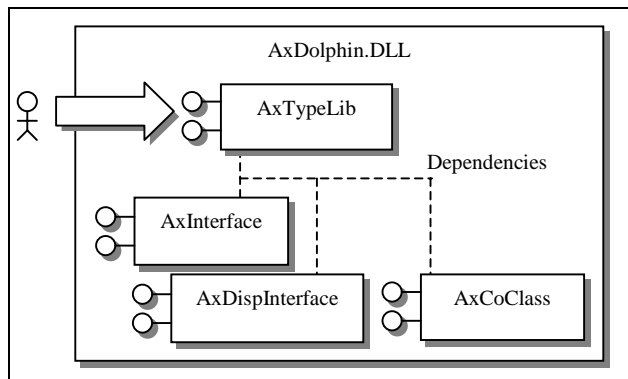 AxDolphin.DLL
AxTypeLib
Dependencies
AxInterface
AxDispInterface
AxCoClass